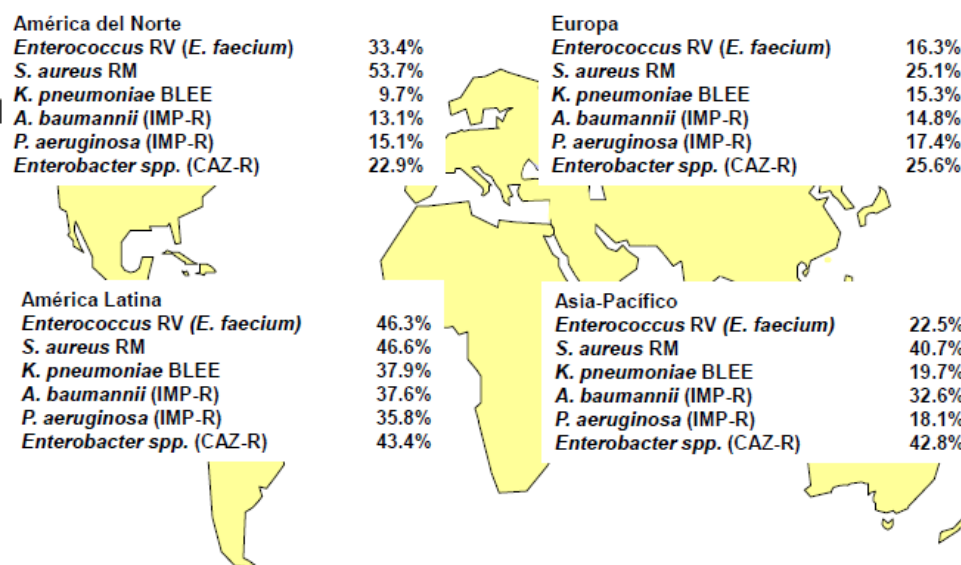 América del Norte
Enterococcus RV (E. faecium) 33.4%
S. aureus RM 53.7%
K. pneumoniae BLEE 9.7%
A. baumannii (IMP-R) 13.1%
P. aeruginosa (IMP-R) 15.1%
Enterobacter spp. (CAZ-R) 22.9%
Europa
Enterococcus RV (E. faecium) 16.3%
S. aureus RM 25.1%
K. pneumoniae BLEE 15.3%
A. baumannii (IMP-R) 14.8%
P. aeruginosa (IMP-R) 17.4%
Enterobacter spp. (CAZ-R) 25.6%
América Latina
Enterococcus RV (E. faecium) 46.3%
S. aureus RM 46.6%
K. pneumoniae BLEE 37.9%
A. baumannii (IMP-R) 37.6%
P. aeruginosa (IMP-R) 35.8%
Enterobacter spp. (CAZ-R) 43.4%
Asia-Pacífico
Enterococcus RV (E. faecium) 22.5%
S. aureus RM 40.7%
K. pneumoniae BLEE 19.7%
A. baumannii (IMP-R) 32.6%
P. aeruginosa (IMP-R) 18.1%
Enterobacter spp. (CAZ-R) 42.8%